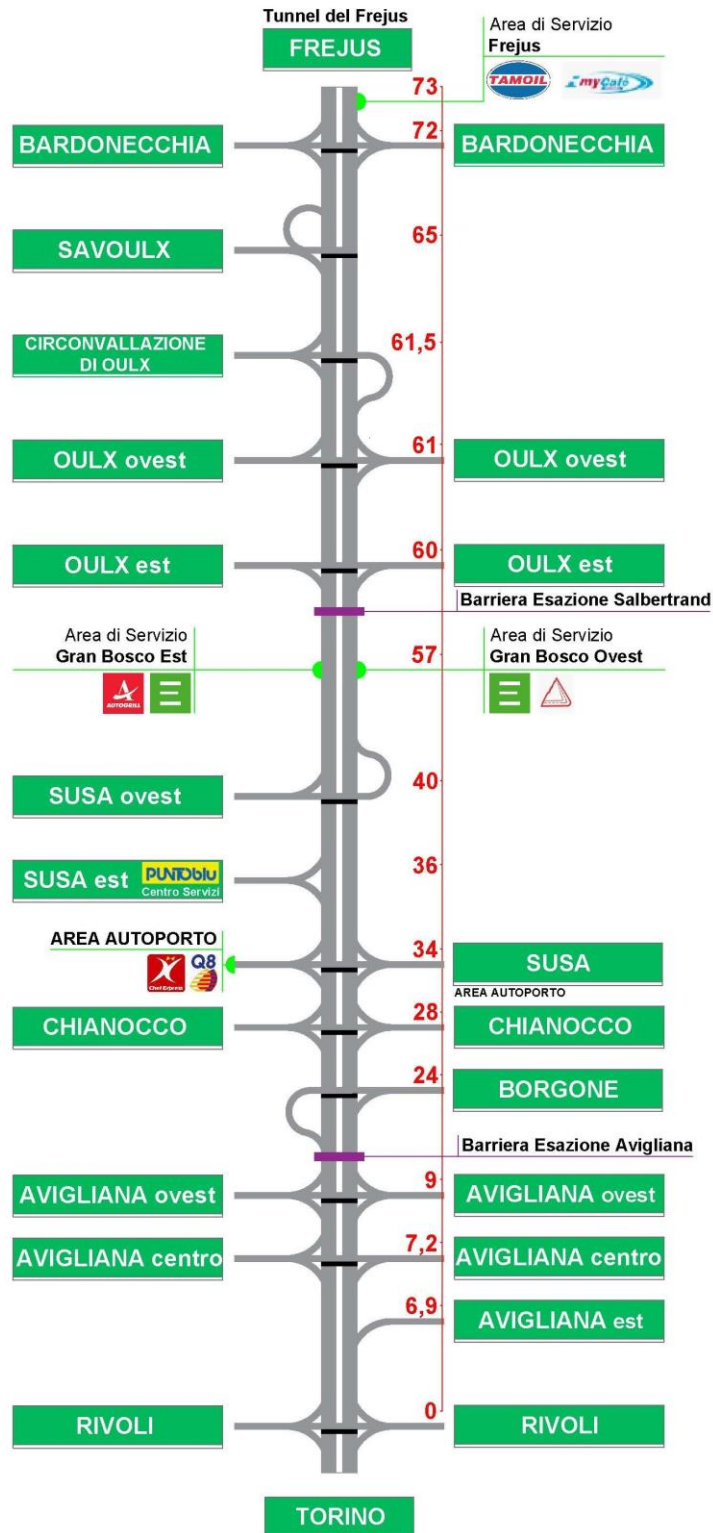 Tunnel del Frejus
FREJUS
Area di Servizio
Frejus
TAMOIL
myCafè
73
72
BARDONECCHIA
BARDONECCHIA
65
SAVOULX
61,5
CIRCONVALLAZIONE
DI OULX
61
OULX ovest
OULX ovest
60
OULX est
OULX est
Barriera Esazione Salbertrand
Area di Servizio
Gran Bosco Est
AUTOGRILL
57
Area di Servizio
Gran Bosco Ovest
40
SUSA ovest
36
SUSA est
PUNTOblu
Centro Servizi
AREA AUTOPORTO
Chef Express
Q8
34
SUSA
AREA AUTOPORTO
28
CHIANOCCO
CHIANOCCO
24
BORGONE
Barriera Esazione Avigliana
9
AVIGLIANA ovest
AVIGLIANA ovest
7,2
AVIGLIANA centro
AVIGLIANA centro
6,9
AVIGLIANA est
0
RIVOLI
RIVOLI
TORINO